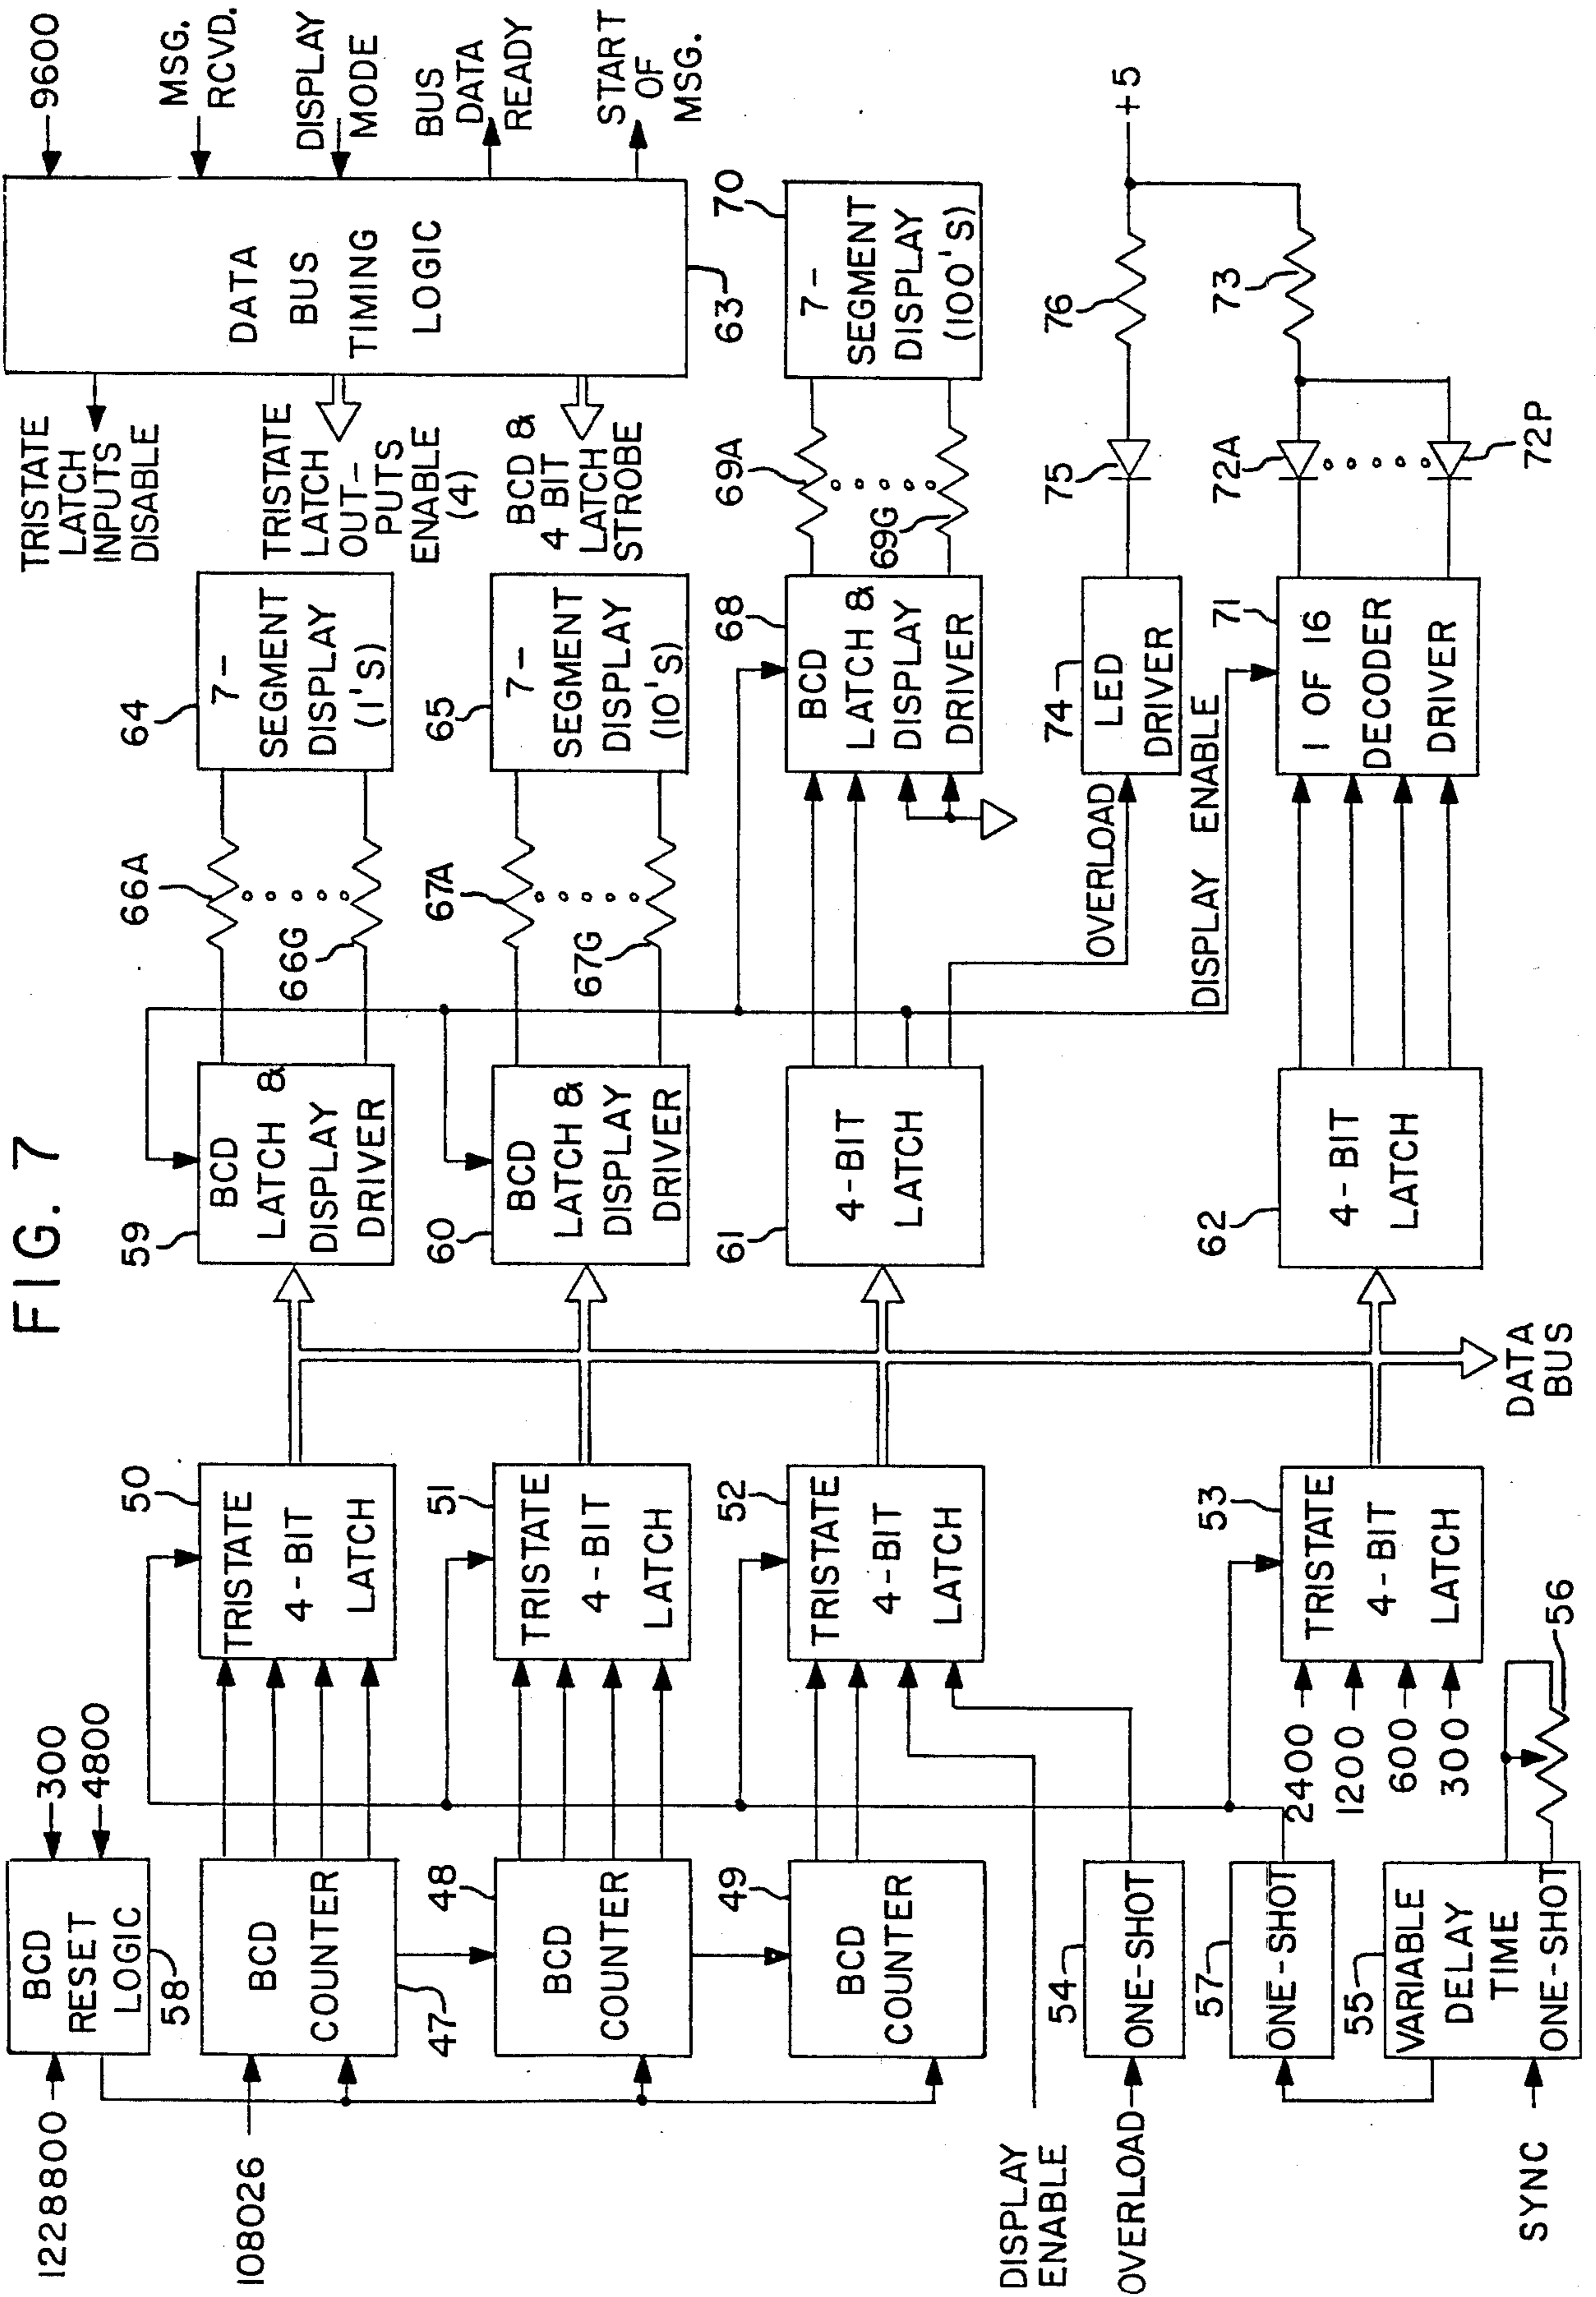 FIG. 7
1228800
BCD
RESET
LOGIC
58
300
4800
108026
BCD
COUNTER
47
BCD
COUNTER
48
BCD
COUNTER
49
DISPLAY
ENABLE
OVERLOAD
ONE-SHOT
54
ONE-SHOT
57
SYNC
VARIABLE
DELAY
TIME
ONE-SHOT
55
56
TRISTATE
4-BIT
LATCH
50
TRISTATE
4-BIT
LATCH
51
TRISTATE
4-BIT
LATCH
52
2400
1200
600
300
TRISTATE
4-BIT
LATCH
53
DATA
BUS
BCD
LATCH &
DISPLAY
DRIVER
59
BCD
LATCH &
DISPLAY
DRIVER
60
4-BIT
LATCH
61
4-BIT
LATCH
62
66A
66G
67A
67G
OVERLOAD
DISPLAY ENABLE
7-
SEGMENT
DISPLAY
(1'S)
64
7-
SEGMENT
DISPLAY
(10'S)
65
BCD
LATCH &
DISPLAY
DRIVER
68
LED
DRIVER
74
1 OF 16
DECODER
DRIVER
71
TRISTATE
LATCH
INPUTS
DISABLE
TRISTATE
LATCH
OUT-
PUTS
ENABLE
(4)
BCD &
4 BIT
LATCH
STROBE
69A
69G
75
72A
72P
DATA
BUS
TIMING
LOGIC
63
7-
SEGMENT
DISPLAY
(100'S)
70
76
73
+5
9600
MSG.
RCVD.
DISPLAY
MODE
BUS
DATA
READY
START
OF
MSG.